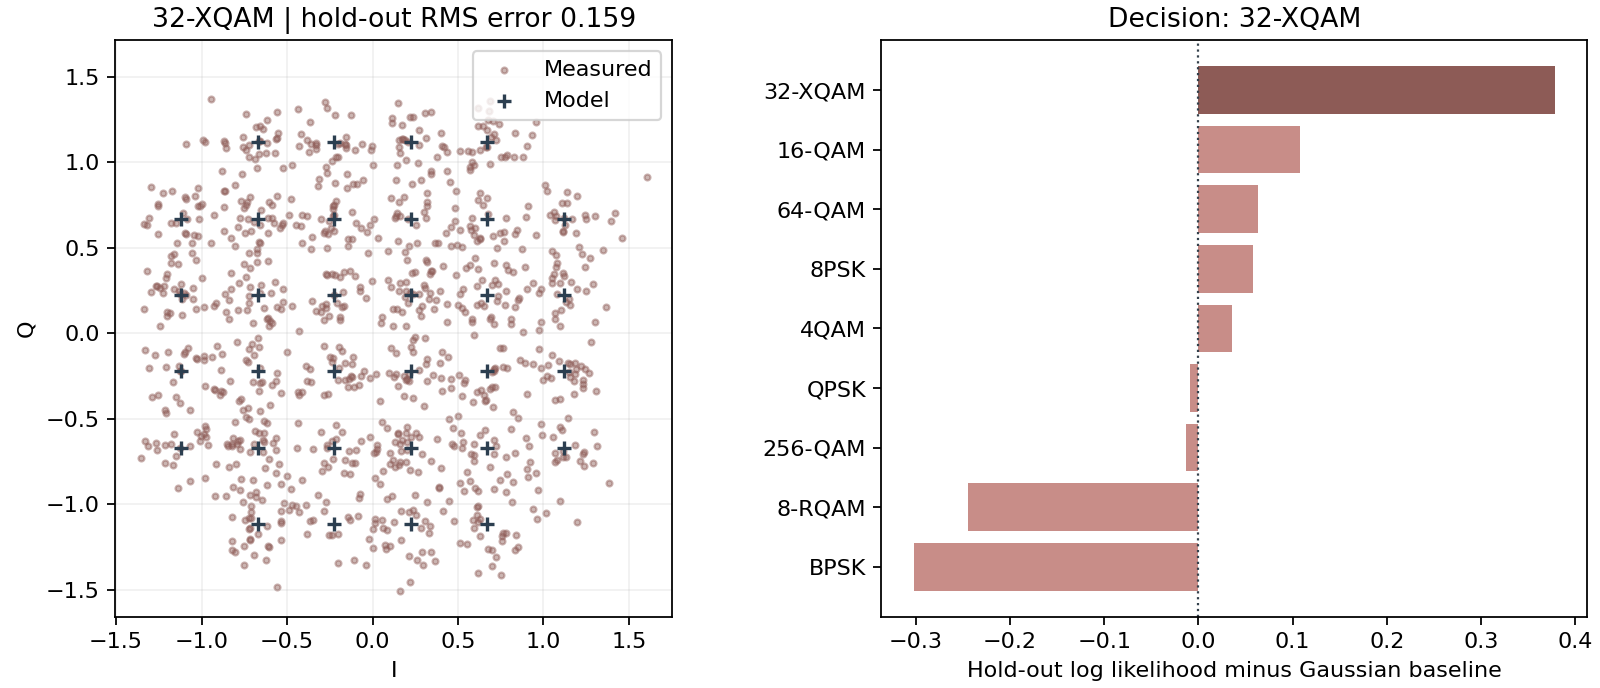 32-XQAM | hold-out RMS error 0.159
Measured
Model
1.5
1.0
0.5
0.0
−0.5
−1.0
−1.5
Q
−1.5
−1.0
−0.5
0.0
0.5
1.0
1.5
I
Decision: 32-XQAM
32-XQAM
16-QAM
64-QAM
8PSK
4QAM
QPSK
256-QAM
8-RQAM
BPSK
−0.3
−0.2
−0.1
0.0
0.1
0.2
0.3
0.4
Hold-out log likelihood minus Gaussian baseline